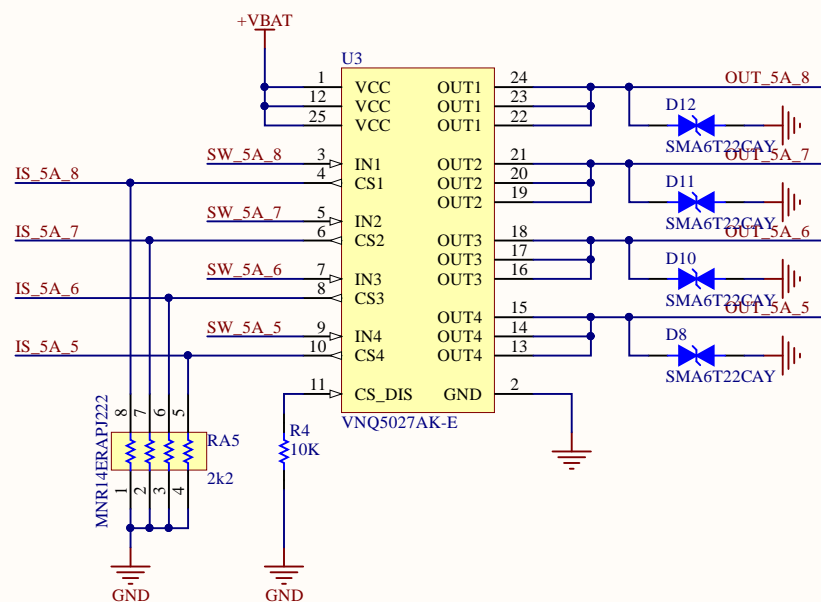 +VBAT
U3
1 VCC OUT1 24 OUT_5A_8
12 VCC OUT1 23
25 VCC OUT1 22
D12
SMA6T22CAY
SW_5A_8 3 IN1 OUT2 21 OUT_5A_7
IS_5A_8 4 CS1 OUT2 20
OUT2 19
D11
SMA6T22CAY
SW_5A_7 5 IN2
IS_5A_7 6 CS2 OUT3 18 OUT_5A_6
OUT3 17
D10
SW_5A_6 7 IN3 OUT3 16
SMA6T22CAY
IS_5A_6 8 CS3
OUT4 15 OUT_5A_5
SW_5A_5 9 IN4 OUT4 14
D8
IS_5A_5 10 CS4 OUT4 13
SMA6T22CAY
11 CS_DIS GND 2
VNQ5027AK-E
MNR14ERAPJ222
8 7 6 5
RA5
2k2
1 2 3 4
R4
10K
GND
GND